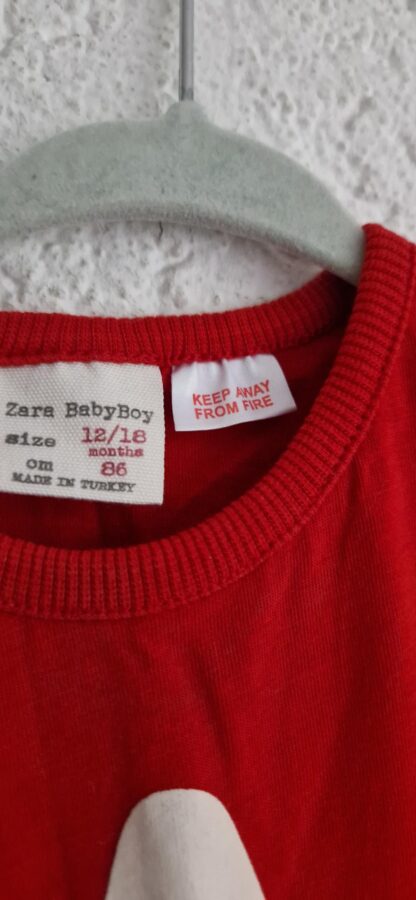 Zara BabyBoy
size 12/18
months
cm 86
MADE IN TURKEY
KEEP AWAY
FROM FIRE